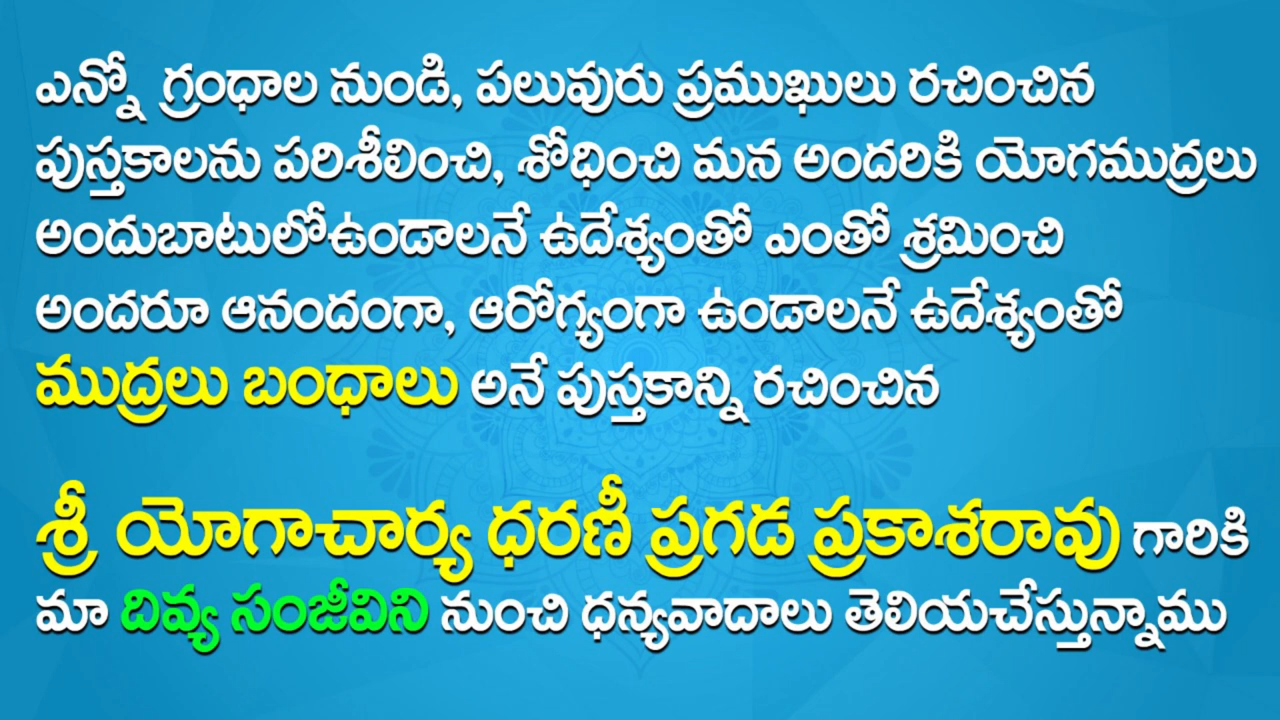 ఎన్నో గ్రంధాల నుండి, పలువురు ప్రముఖులు రచించిన
పుస్తకాలను పరిశీలించి, శోధించి మన అందరికి యోగముద్రలు
అందుబాటులోఉండాలనే ఉదేశ్యంతో ఎంతో శ్రమించి
అందరూ ఆనందంగా, ఆరోగ్యంగా ఉండాలనే ఉదేశ్యంతో
ముద్రలు బంధాలు అనే పుస్తకాన్ని రచించిన
శ్రీ యోగాచార్య ధరణీ ప్రగడ ప్రకాశరావు గారికి
మా దివ్య సంజీవిని నుంచి ధన్యవాదాలు తెలియచేస్తున్నాము